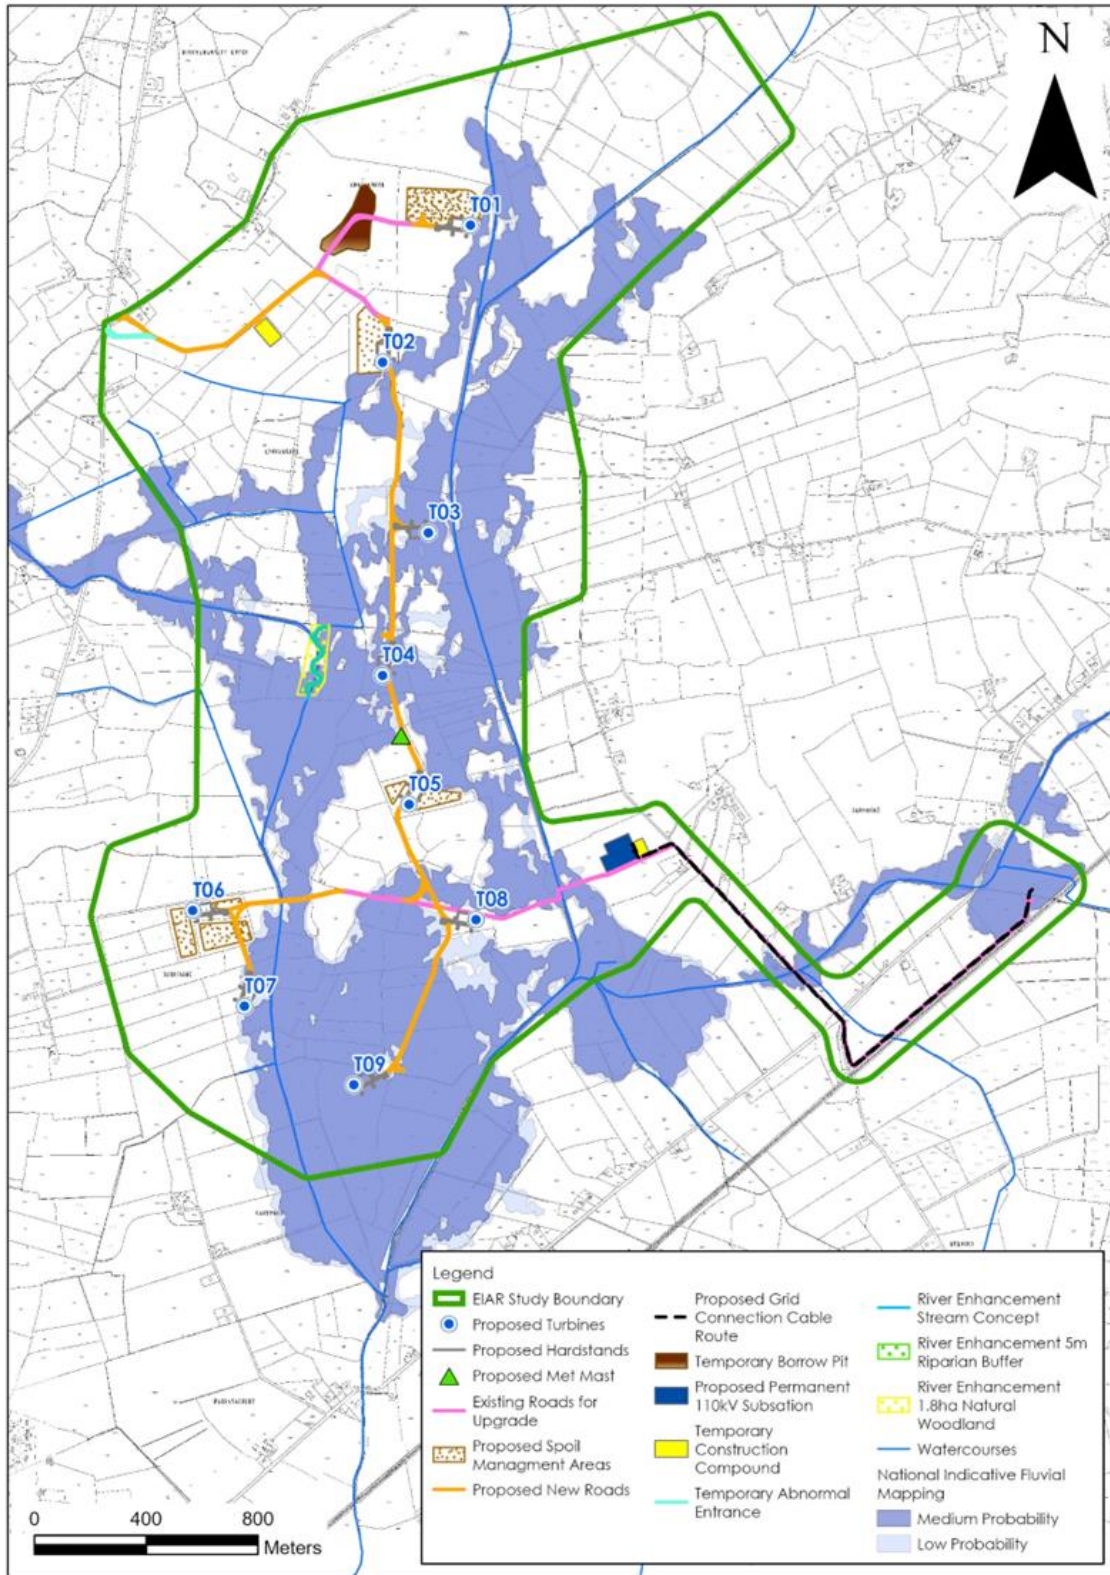 N
T01
T02
T03
T04
T05
T06
T08
T07
T09
Legend
EIAR Study Boundary
Proposed Turbines
Proposed Hardstands
Proposed Met Mast
Existing Roads for
Upgrade
Proposed Spoil
Managment Areas
Proposed New Roads
Proposed Grid
Connection Cable
Route
Temporary Borrow Pit
Proposed Permanent
110kV Subsation
Temporary
Construction
Compound
Temporary Abnormal
Entrance
River Enhancement
Stream Concept
River Enhancement 5m
Riparian Buffer
River Enhancement
1.8ha Natural
Woodland
Watercourses
National Indicative Fluvial
Mapping
Medium Probability
Low Probability
0 400 800
Meters